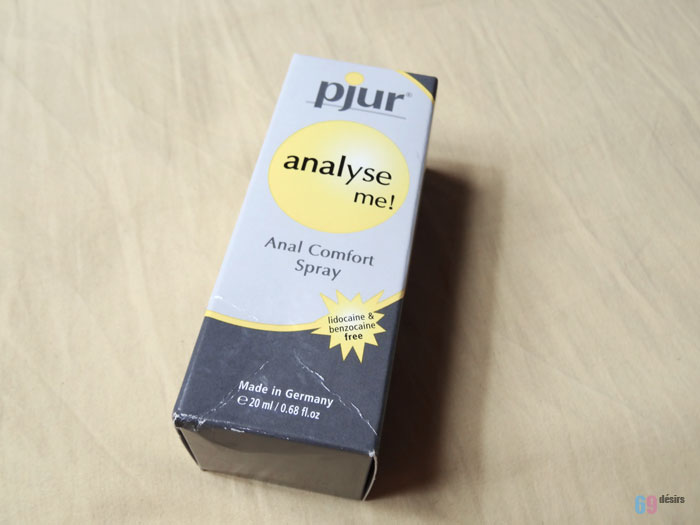 pjur®
analyse
me!
Anal Comfort
Spray
lidocaine &
benzocaine
free
Made in Germany
℮ 20 ml / 0.68 fl.oz
69 désirs